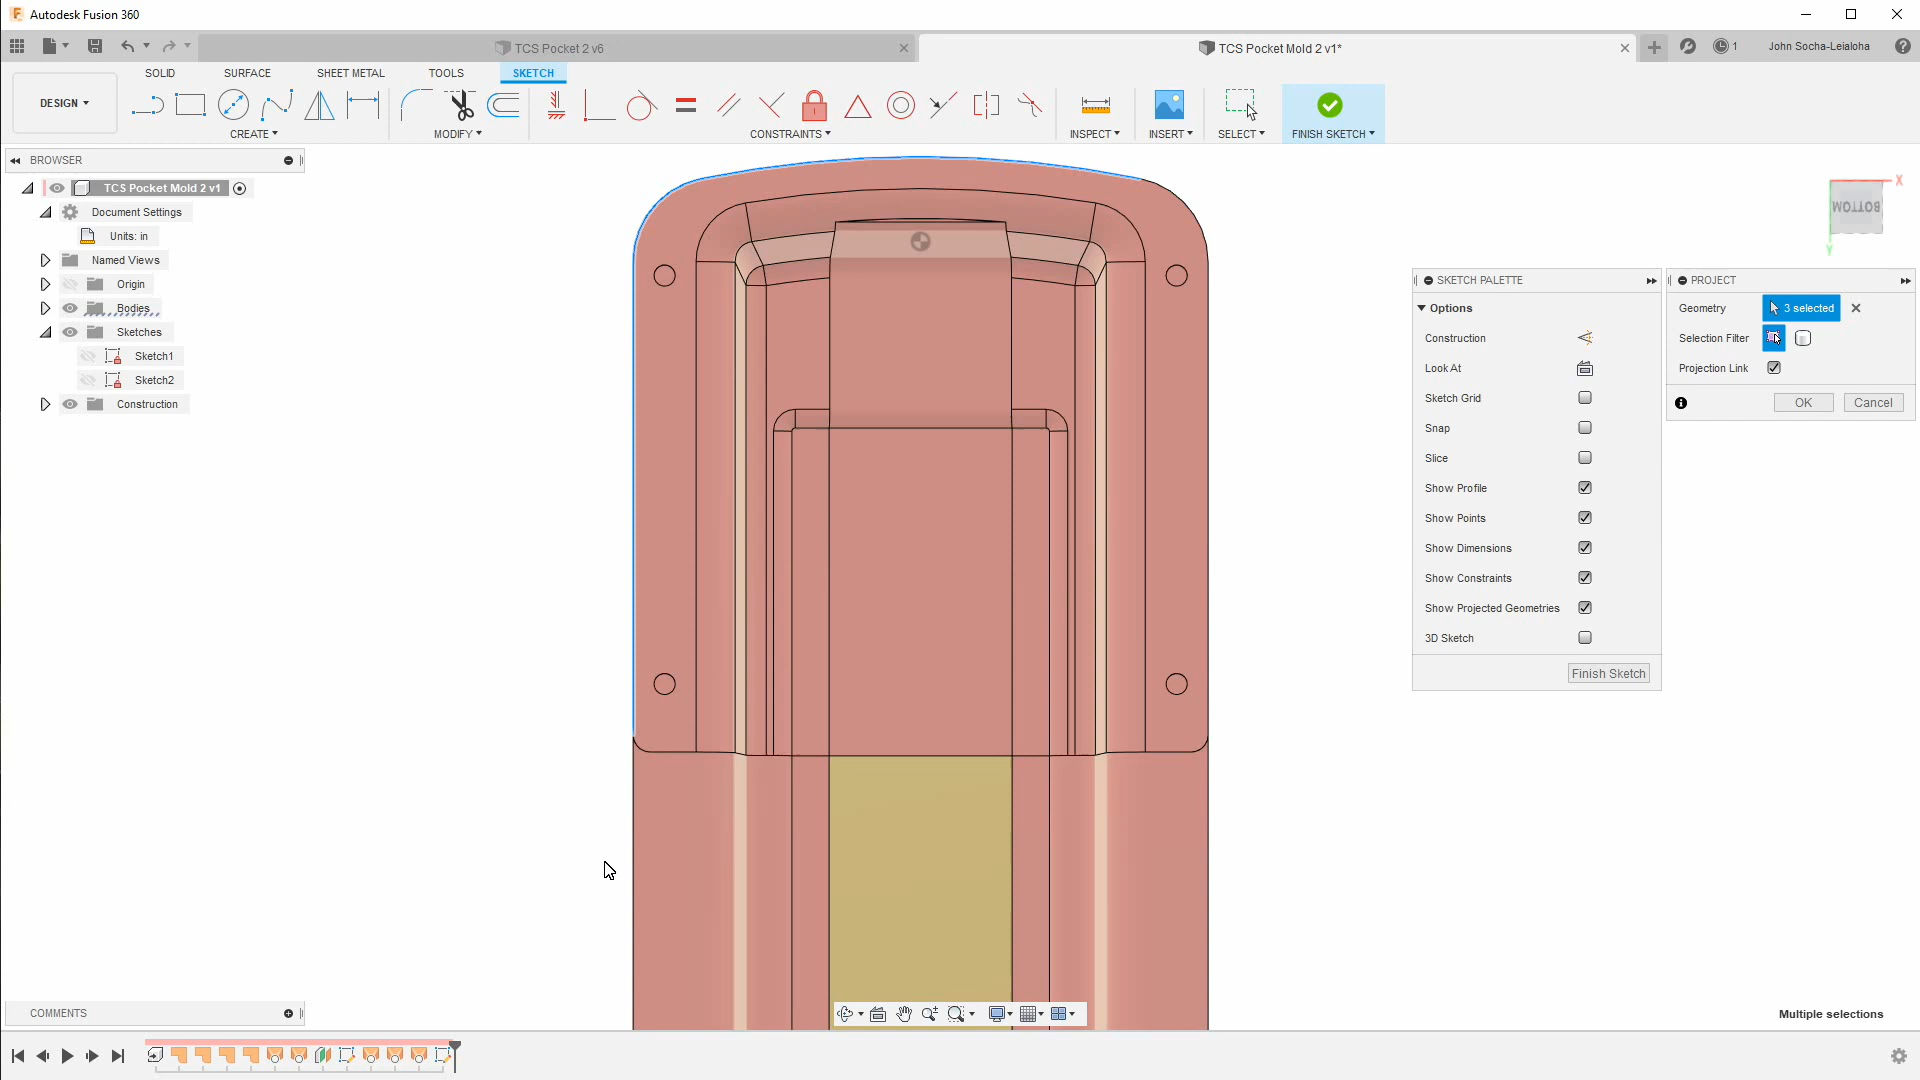 Autodesk Fusion 360
TCS Pocket 2 v6
TCS Pocket Mold 2 v1*
1
John Socha-Leialoha
SOLID
SURFACE
SHEET METAL
TOOLS
SKETCH
DESIGN
CREATE
MODIFY
CONSTRAINTS
INSPECT
INSERT
SELECT
FINISH SKETCH
BROWSER
TCS Pocket Mold 2 v1
Document Settings
Units: in
Named Views
Origin
Bodies
Sketches
Sketch1
Sketch2
Construction
X
BOTTOM
Y
SKETCH PALETTE
Options
Construction
Look At
Sketch Grid
Snap
Slice
Show Profile
Show Points
Show Dimensions
Show Constraints
Show Projected Geometries
3D Sketch
Finish Sketch
PROJECT
Geometry
3 selected
Selection Filter
Projection Link
OK
Cancel
COMMENTS
Multiple selections